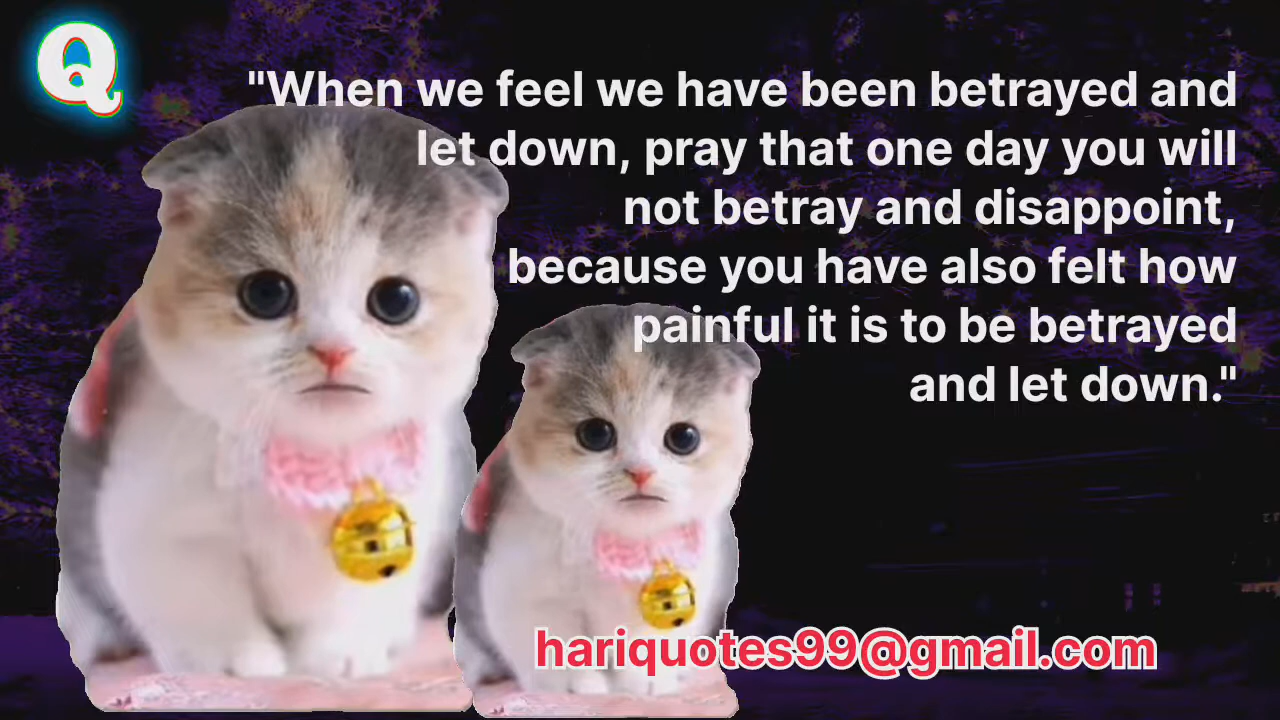 Q
"When we feel we have been betrayed and
let down, pray that one day you will
not betray and disappoint,
because you have also felt how
painful it is to be betrayed
and let down."
hariquotes99@gmail.com